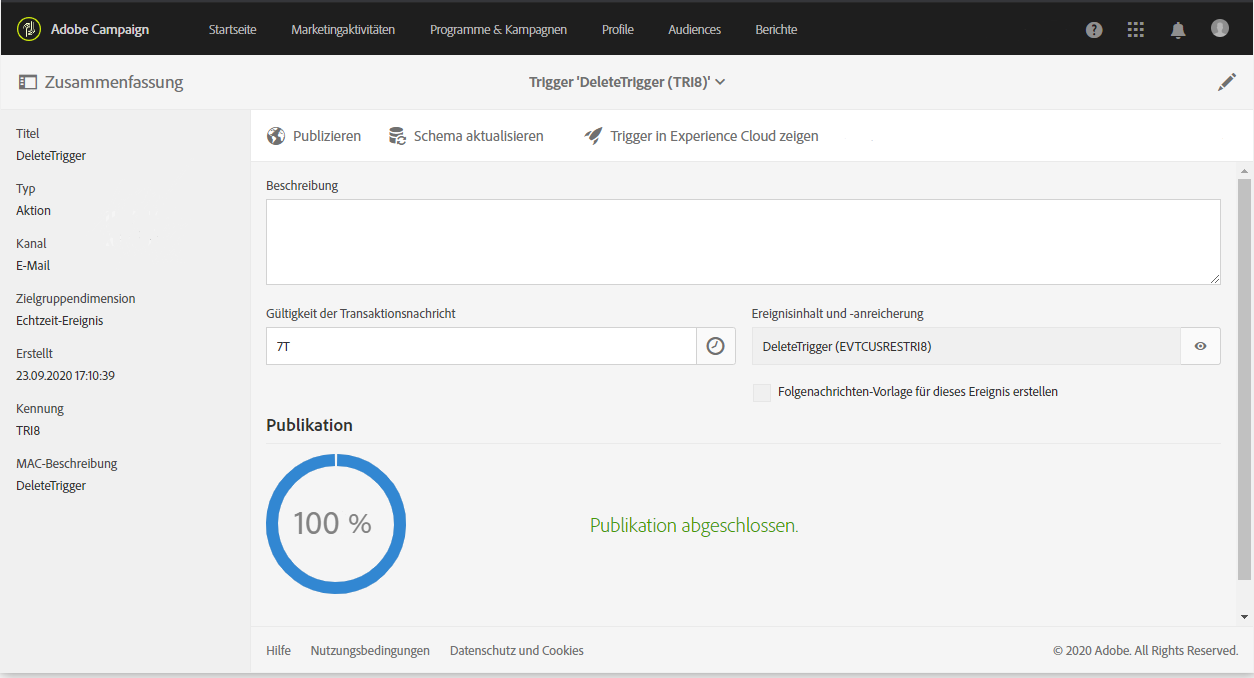 Adobe Campaign Startseite Marketingaktivitäten Programme & Kampagnen Profile Audiences Berichte
Zusammenfassung Trigger 'DeleteTrigger (TRI8)'
Titel
DeleteTrigger
Typ
Aktion
Kanal
E-Mail
Zielgruppendimension
Echtzeit-Ereignis
Erstellt
23.09.2020 17:10:39
Kennung
TRI8
MAC-Beschreibung
DeleteTrigger
Publizieren Schema aktualisieren Trigger in Experience Cloud zeigen
Beschreibung
Gültigkeit der Transaktionsnachricht Ereignisinhalt und -anreicherung
7T DeleteTrigger (EVTCUSRESTRI8)
Folgenachrichten-Vorlage für dieses Ereignis erstellen
Publikation
100 % Publikation abgeschlossen.
Hilfe Nutzungsbedingungen Datenschutz und Cookies © 2020 Adobe. All Rights Reserved.